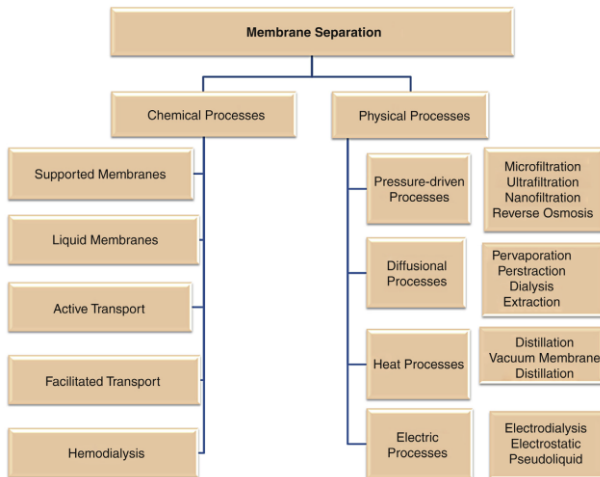 Membrane Separation
Chemical Processes
Physical Processes
Supported Membranes
Liquid Membranes
Active Transport
Facilitated Transport
Hemodialysis
Pressure-driven
Processes
Microfiltration
Ultrafiltration
Nanofiltration
Reverse Osmosis
Diffusional
Processes
Pervaporation
Perstraction
Dialysis
Extraction
Heat Processes
Distillation
Vacuum Membrane
Distillation
Electric
Processes
Electrodialysis
Electrostatic
Pseudoliquid